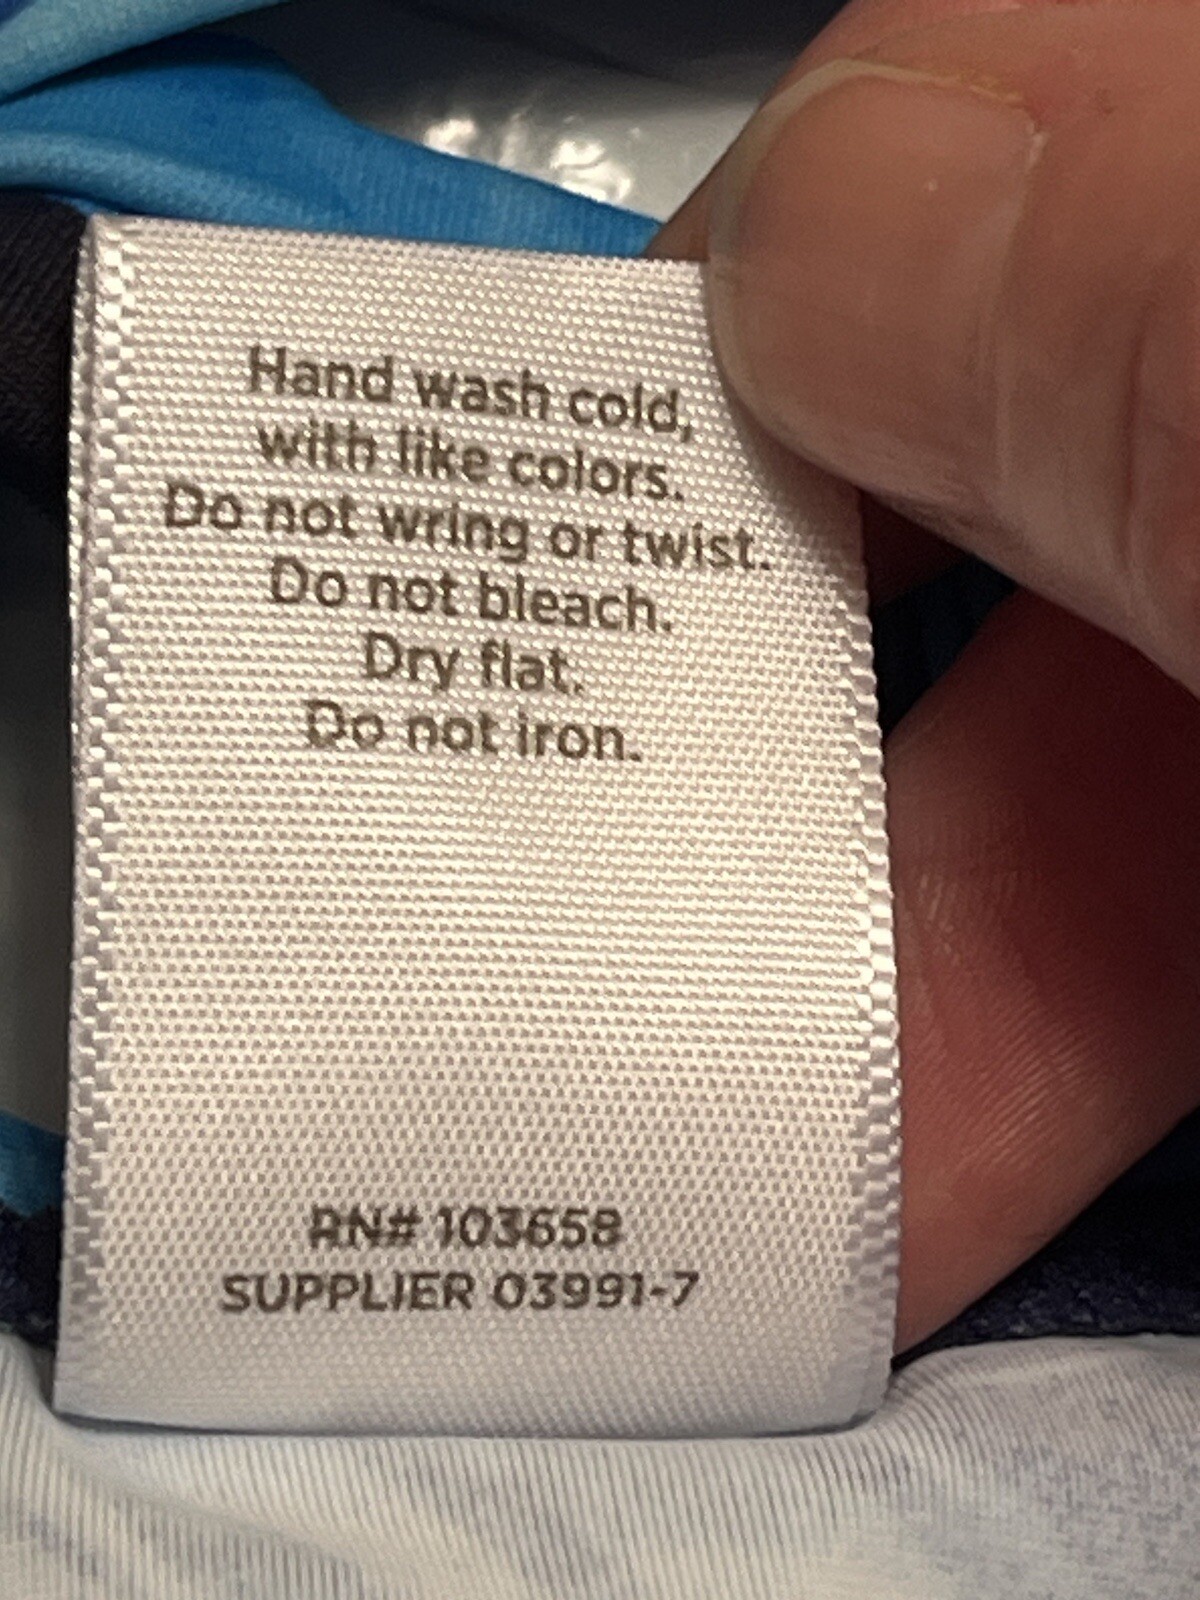 Hand wash cold,
with like colors.
Do not wring or twist.
Do not bleach.
Dry flat.
Do not iron.
RN# 103658
SUPPLIER 03991-7